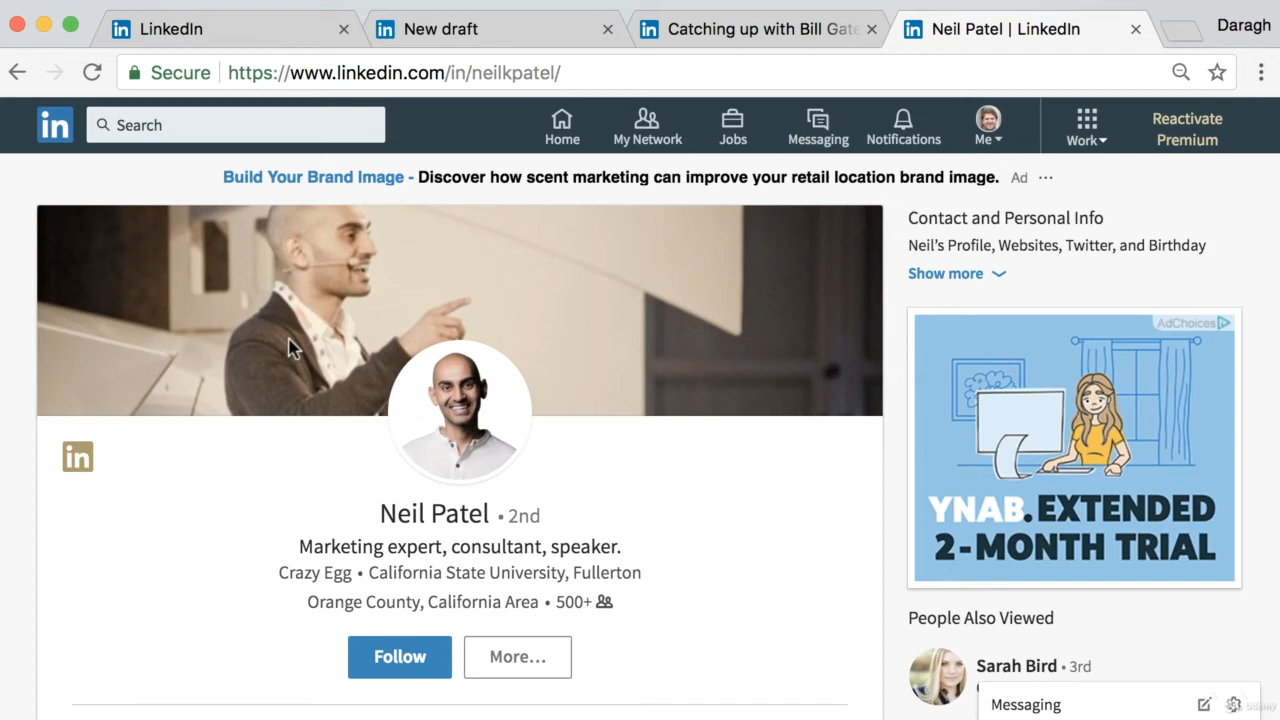 LinkedIn
New draft
Catching up with Bill Gate
Neil Patel | LinkedIn
Daragh
Secure
https://www.linkedin.com/in/neilkpatel/
in
Search
Home
My Network
Jobs
Messaging
Notifications
Me
Work
Reactivate
Premium
Build Your Brand Image - Discover how scent marketing can improve your retail location brand image. Ad
Contact and Personal Info
Neil's Profile, Websites, Twitter, and Birthday
Show more
AdChoices
YNAB. EXTENDED
2-MONTH TRIAL
in
Neil Patel • 2nd
Marketing expert, consultant, speaker.
Crazy Egg • California State University, Fullerton
Orange County, California Area • 500+
Follow
More...
People Also Viewed
Sarah Bird • 3rd
Messaging